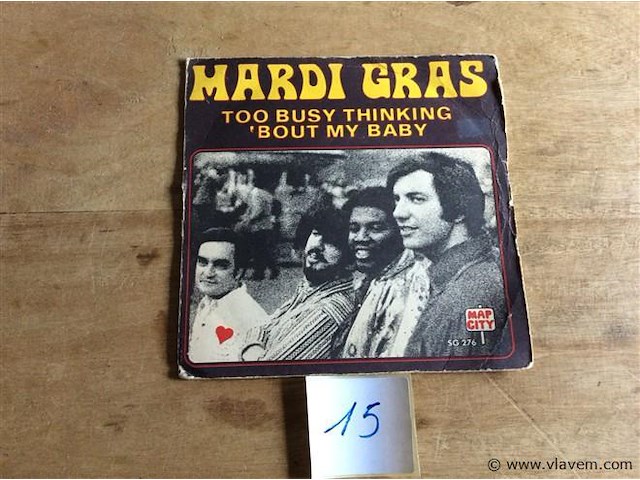 MARDI GRAS
TOO BUSY THINKING
'BOUT MY BABY
MAP
CITY
SG 276
15
© www.vlavem.com